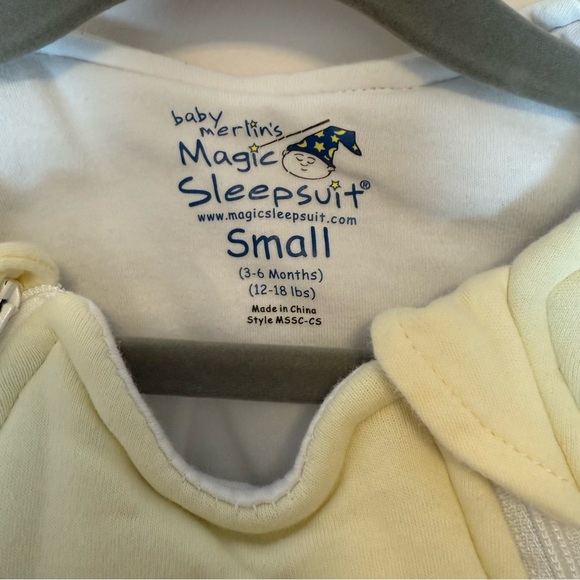 baby
merlin's
Magic
Sleepsuit®
www.magicsleepsuit.com
Small
(3-6 Months)
(12-18 lbs)
Made in China
Style MSSC-CS